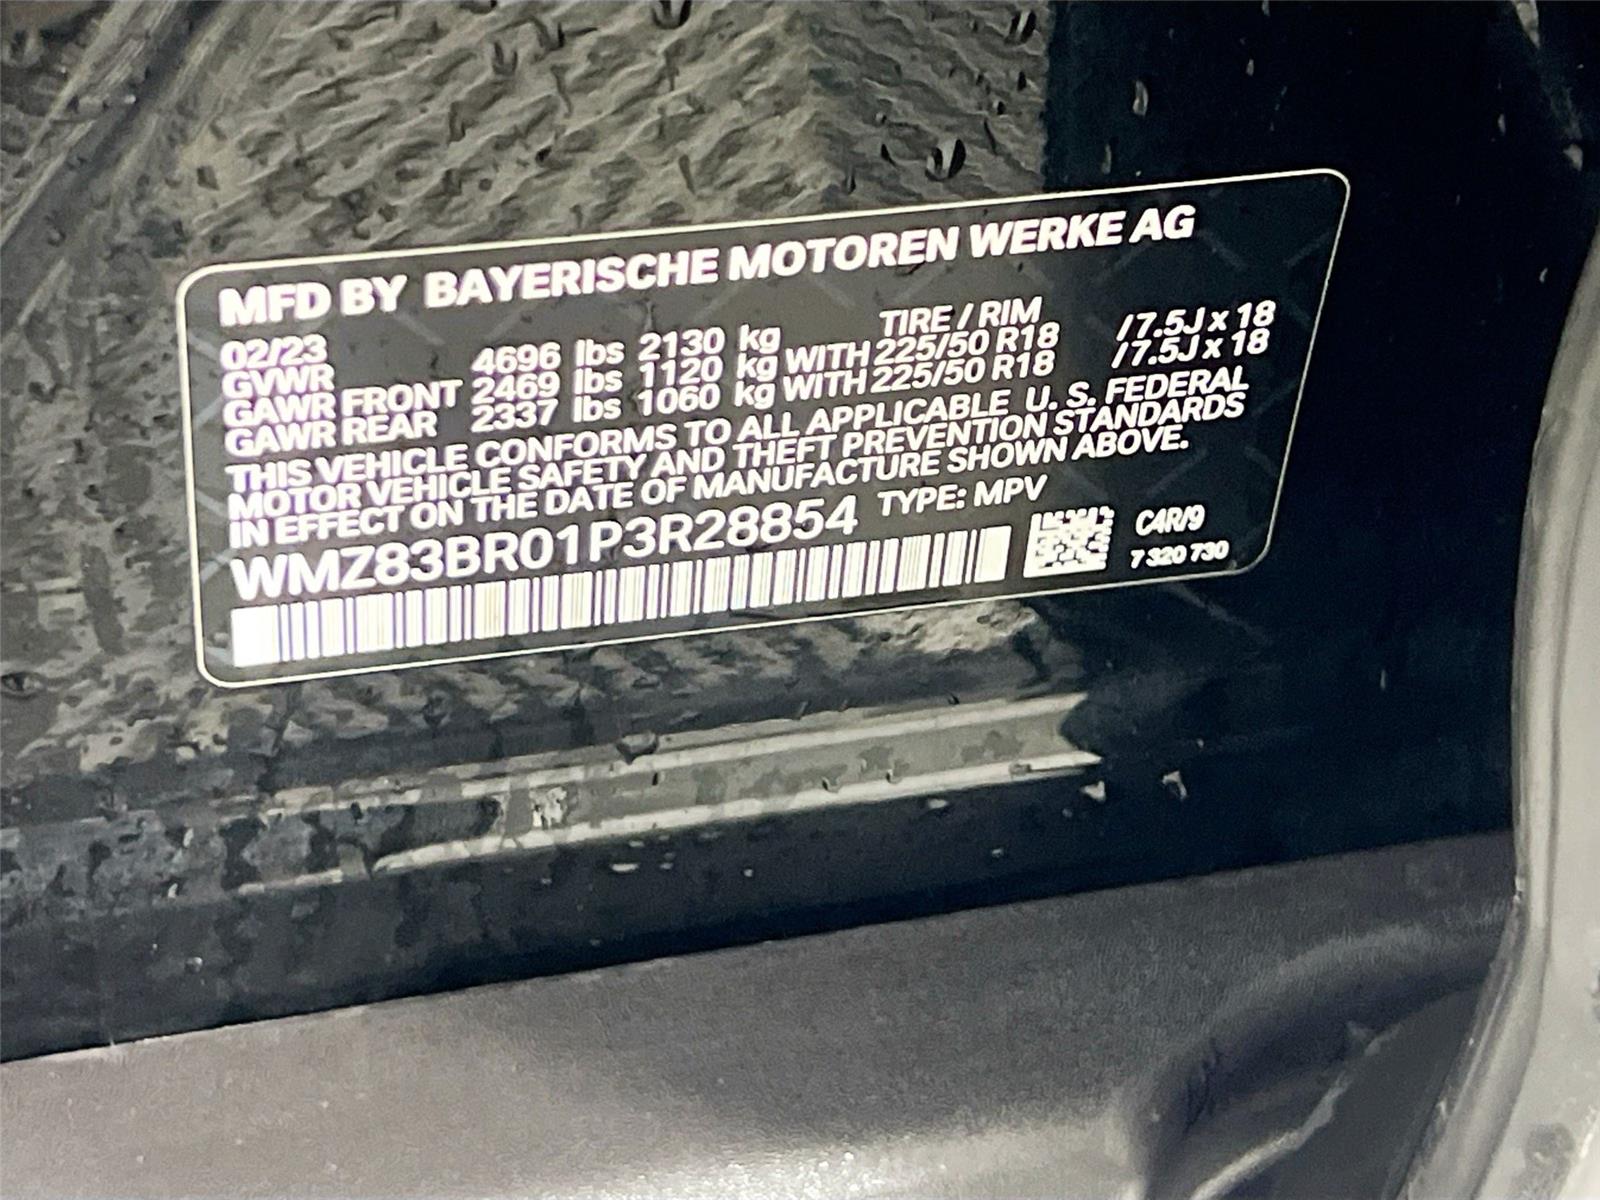 MFD BY BAYERISCHE MOTOREN WERKE AG
02/23 TIRE / RIM
GVWR 4696 lbs 2130 kg
GAWR FRONT 2469 lbs 1120 kg WITH 225/50 R18 / 7.5J x 18
GAWR REAR 2337 lbs 1060 kg WITH 225/50 R18 / 7.5J x 18
THIS VEHICLE CONFORMS TO ALL APPLICABLE U. S. FEDERAL
MOTOR VEHICLE SAFETY AND THEFT PREVENTION STANDARDS
IN EFFECT ON THE DATE OF MANUFACTURE SHOWN ABOVE.
WMZ83BR01P3R28854 TYPE: MPV
C4R/9
7 320 730